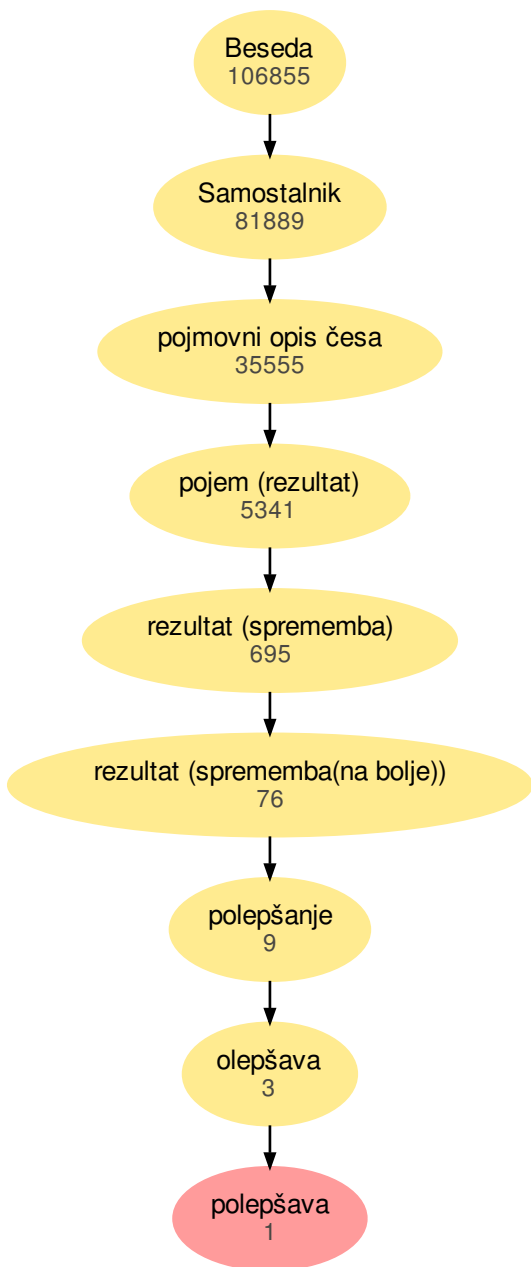 Beseda
106855
Samostalnik
81889
pojmovni opis česa
35555
pojem (rezultat)
5341
rezultat (sprememba)
695
rezultat (sprememba(na bolje))
76
polepšanje
9
olepšava
3
polepšava
1